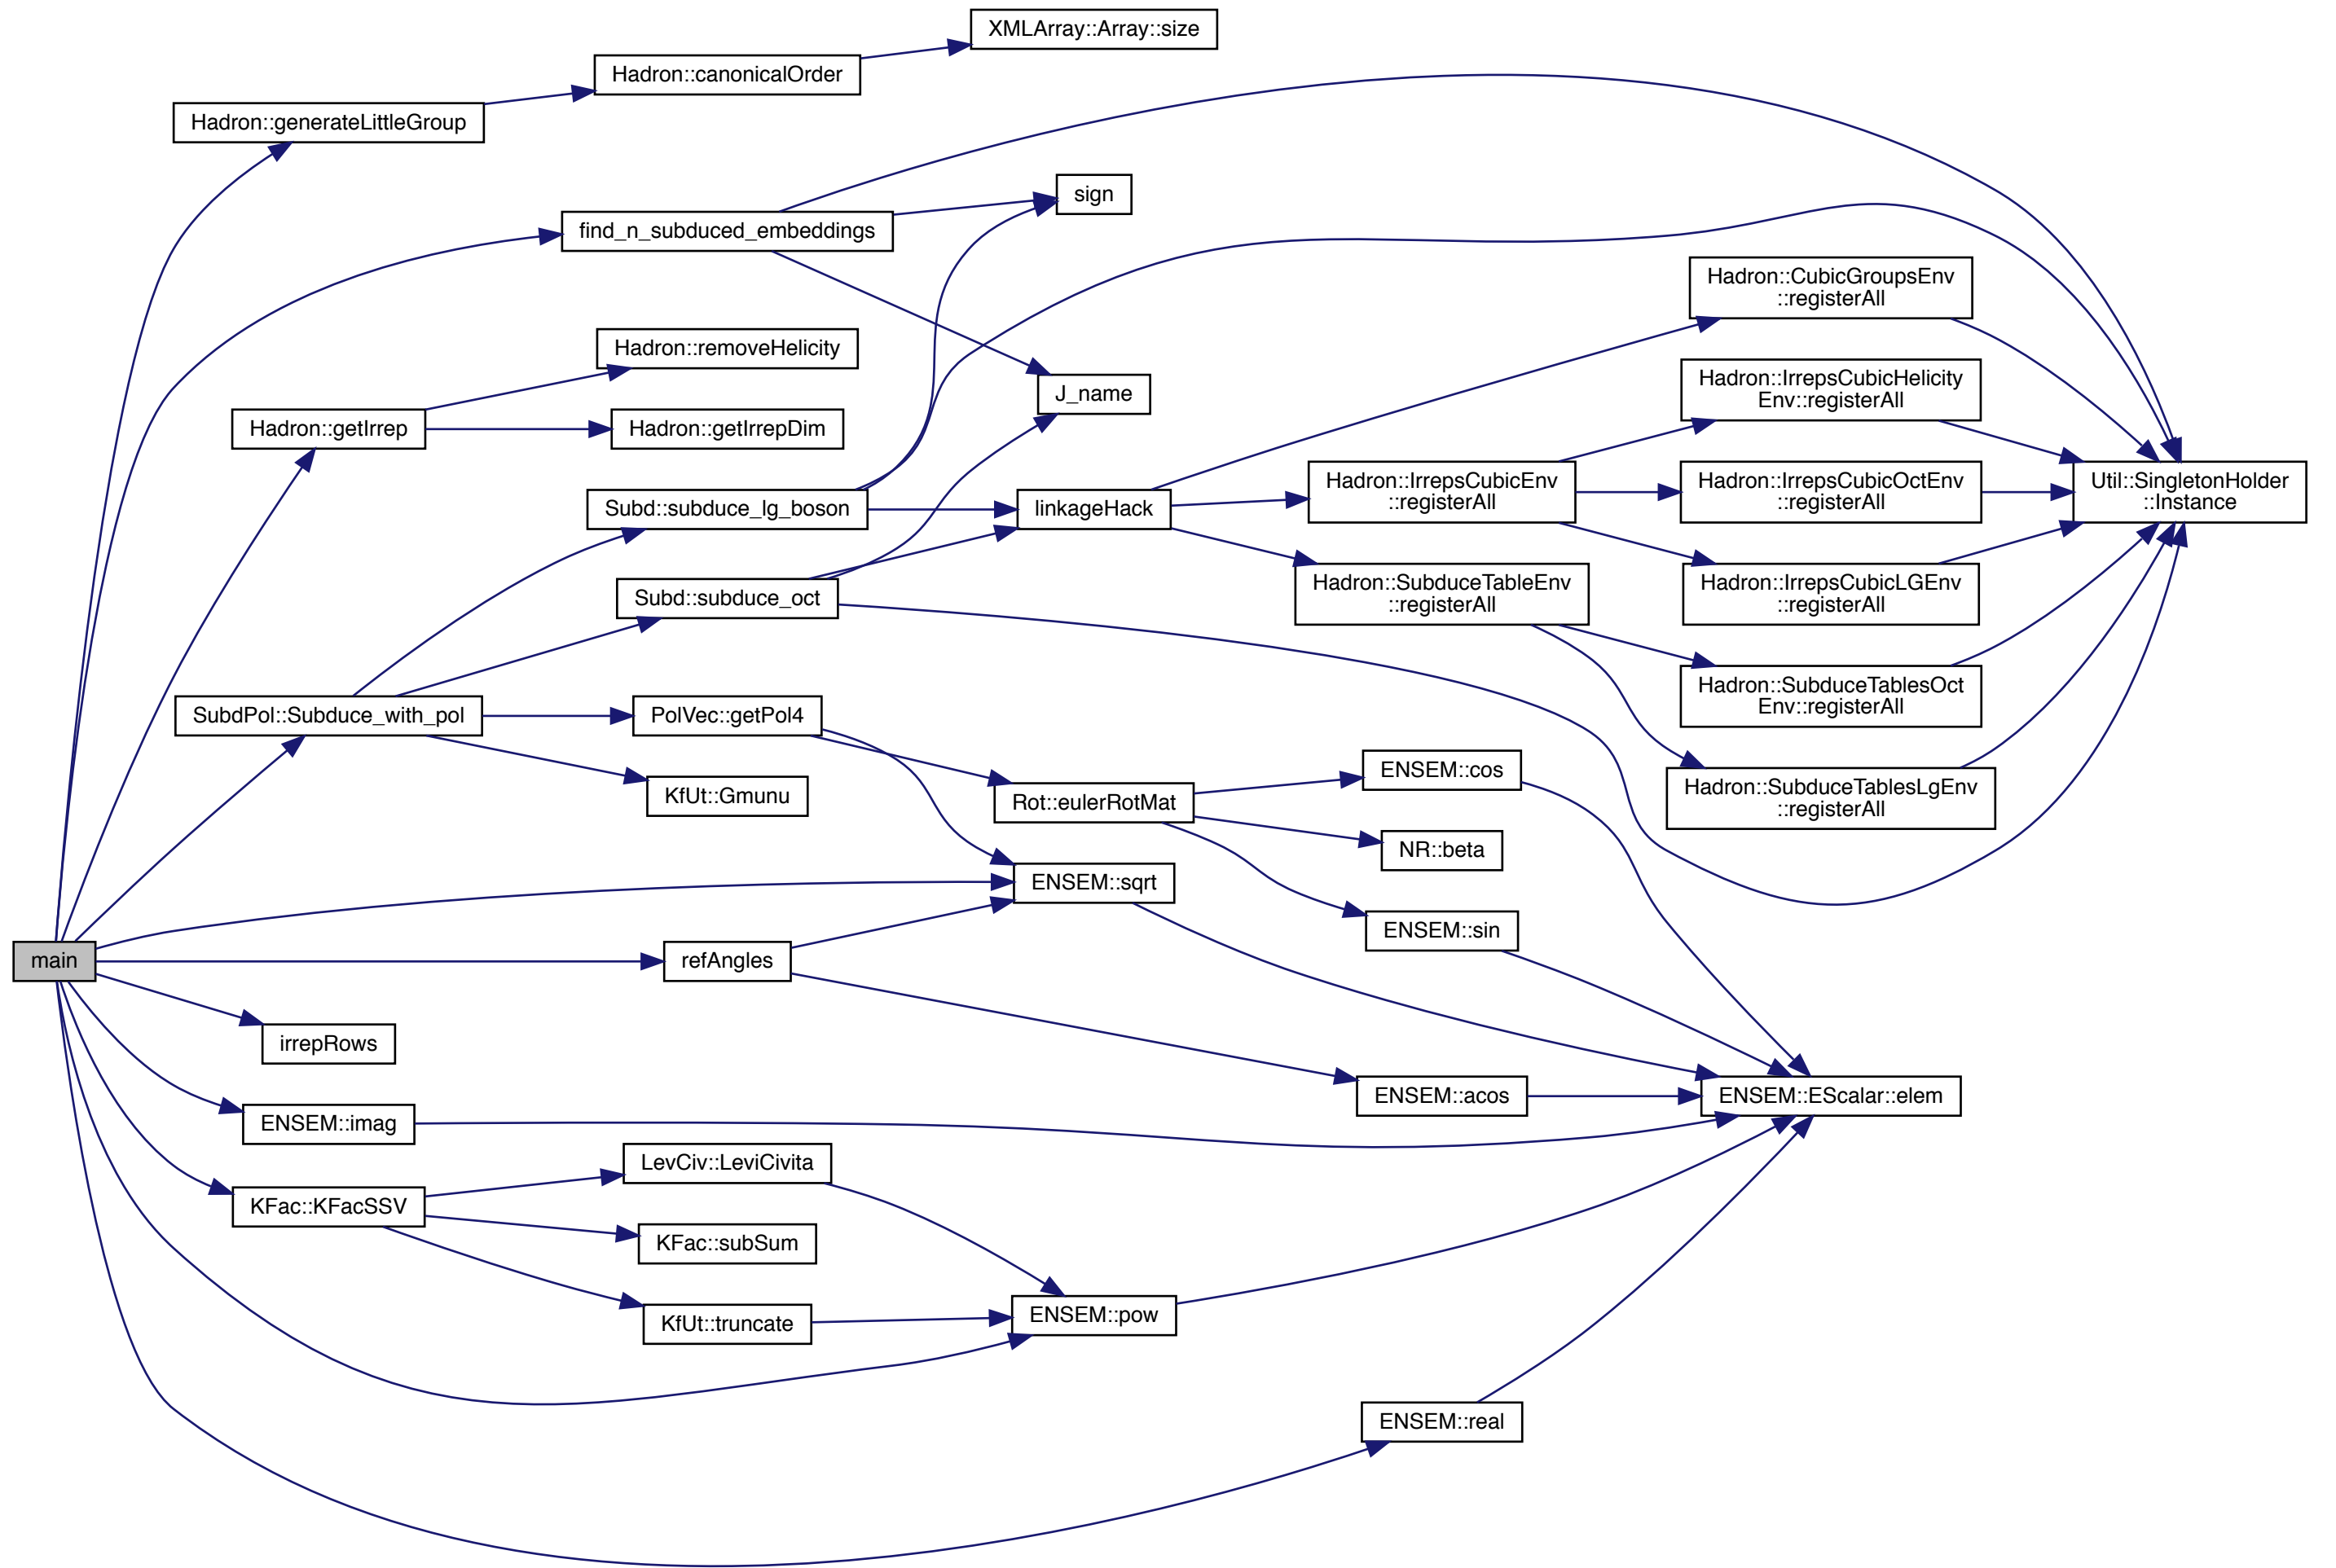 XMLArray::Array::size
Hadron::canonicalOrder
Hadron::generateLittleGroup
sign
find_n_subduced_embeddings
Hadron::CubicGroupsEnv
::registerAll
Hadron::removeHelicity
Hadron::IrrepsCubicHelicity
Env::registerAll
J_name
Hadron::getIrrep
Hadron::getIrrepDim
Subd::subduce_lg_boson
linkageHack
Hadron::IrrepsCubicEnv
::registerAll
Hadron::IrrepsCubicOctEnv
::registerAll
Util::SingletonHolder
::Instance
Subd::subduce_oct
Hadron::SubduceTableEnv
::registerAll
Hadron::IrrepsCubicLGEnv
::registerAll
Hadron::SubduceTablesOct
Env::registerAll
SubdPol::Subduce_with_pol
PolVec::getPol4
KfUt::Gmunu
Rot::eulerRotMat
ENSEM::cos
Hadron::SubduceTablesLgEnv
::registerAll
NR::beta
ENSEM::sqrt
ENSEM::sin
main
refAngles
irrepRows
ENSEM::acos
ENSEM::EScalar::elem
ENSEM::imag
LevCiv::LeviCivita
KFac::KFacSSV
KFac::subSum
KfUt::truncate
ENSEM::pow
ENSEM::real